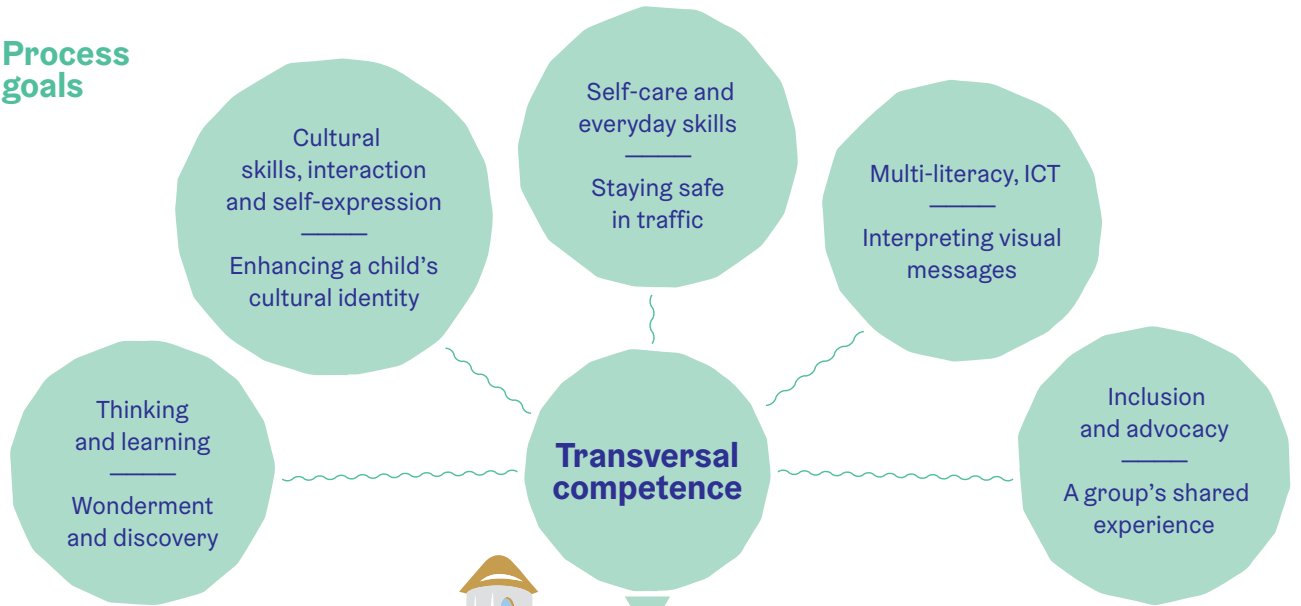 Process
goals
Cultural
skills, interaction
and self-expression
Enhancing a child's
cultural identity
Self-care and
everyday skills
Staying safe
in traffic
Multi-literacy, ICT
Interpreting visual
messages
Thinking
and learning
Wonderment
and discovery
Transversal
competence
Inclusion
and advocacy
A group's shared
experience